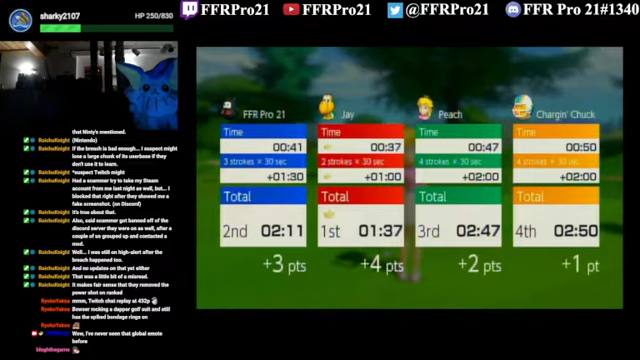 sharky2107
HP 250/830
FFRPro21
FFRPro21
@FFRPro21
FFR Pro 21#1340
that Ninty's mentioned.
RaichuKnight
(Nintendo)
RaichuKnight
If the breach is bad enough... I suspect might
lose a large chunk of its userbase if they
don't use it to learn.
RaichuKnight
*suspect Twitch might
RaichuKnight
Had a scammer try to take my Steam
account from me last night as well, but... I
blocked that right after they showed me a
fake screenshot. (on Discord)
RaichuKnight
It's true about that.
RaichuKnight
Also, said scammer got banned off of the
discord server they were on as well, after a
couple of us grouped up and contacted a
mod.
RaichuKnight
Well... I was still on high-alert after the
breach happened too.
RaichuKnight
And no updates on that yet either
RaichuKnight
That was a little bit of a misread.
RaichuKnight
It makes fair sense that they removed the
power shot on ranked
RyokoYaksa
mmm, Twitch chat replay at 432p
RyokoYaksa
Bowser rocking a dapper golf suit and still
has the spiked bondage rings on
RyokoYaksa
Wow, I've never seen that global emote
before
bleghthegame
FFR Pro 21
Jay
Peach
Chargin' Chuck
Time
Time
Time
Time
00:41
00:37
00:47
00:50
3 strokes × 30 sec
2 strokes × 30 sec
4 strokes × 30 sec
4 strokes × 30 sec
+01:30
+01:00
+02:00
+02:00
Total
Total
Total
Total
2nd 02:11
1st 01:37
3rd 02:47
4th 02:50
+3 pts
+4 pts
+2 pts
+1 pt